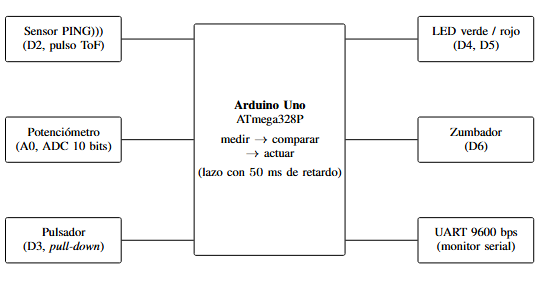 Sensor PING)))
(D2, pulso ToF)
Potenciómetro
(A0, ADC 10 bits)
Pulsador
(D3, pull-down)
Arduino Uno
ATmega328P
medir → comparar
→ actuar
(lazo con 50 ms de retardo)
LED verde / rojo
(D4, D5)
Zumbador
(D6)
UART 9600 bps
(monitor serial)